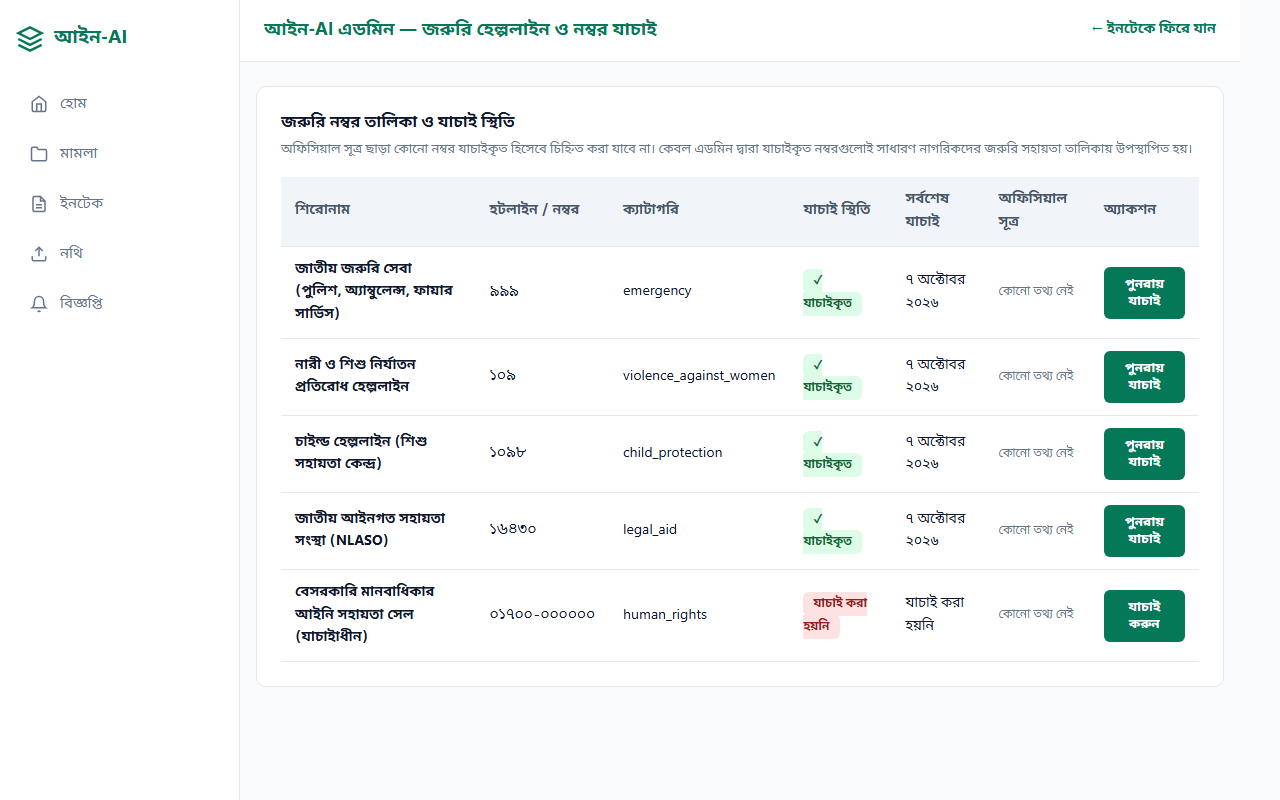 আইন-AI
হোম
মামলা
ইনটেক
নথি
বিজ্ঞপ্তি
আইন-AI এডমিন — জরুরি হেল্পলাইন ও নম্বর যাচাই
← ইনটেকে ফিরে যান
জরুরি নম্বর তালিকা ও যাচাই স্থিতি
অফিসিয়াল সূত্র ছাড়া কোনো নম্বর যাচাইকৃত হিসেবে চিহ্নিত করা যাবে না। কেবল এডমিন দ্বারা যাচাইকৃত নম্বরগুলোই সাধারণ নাগরিকদের জরুরি সহায়তা তালিকায় উপস্থাপিত হয়।
শিরোনাম
হটলাইন / নম্বর
ক্যাটাগরি
যাচাই স্থিতি
সর্বশেষ
যাচাই
অফিসিয়াল
সূত্র
অ্যাকশন
জাতীয় জরুরি সেবা
(পুলিশ, অ্যাম্বুলেন্স, ফায়ার
সার্ভিস)
৯৯৯
emergency
✓
যাচাইকৃত
৭ অক্টোবর
২০২৬
কোনো তথ্য নেই
পুনরায়
যাচাই
নারী ও শিশু নির্যাতন
প্রতিরোধ হেল্পলাইন
১০৯
violence_against_women
✓
যাচাইকৃত
৭ অক্টোবর
২০২৬
কোনো তথ্য নেই
পুনরায়
যাচাই
চাইল্ড হেল্পলাইন (শিশু
সহায়তা কেন্দ্র)
১০৯৮
child_protection
✓
যাচাইকৃত
৭ অক্টোবর
২০২৬
কোনো তথ্য নেই
পুনরায়
যাচাই
জাতীয় আইনগত সহায়তা
সংস্থা (NLASO)
১৬৪৩০
legal_aid
✓
যাচাইকৃত
৭ অক্টোবর
২০২৬
কোনো তথ্য নেই
পুনরায়
যাচাই
বেসরকারি মানবাধিকার
আইনি সহায়তা সেল
(যাচাইাধীন)
০১৭০০-০০০০০০
human_rights
যাচাই করা
হয়নি
যাচাই করা
হয়নি
কোনো তথ্য নেই
যাচাই
করুন